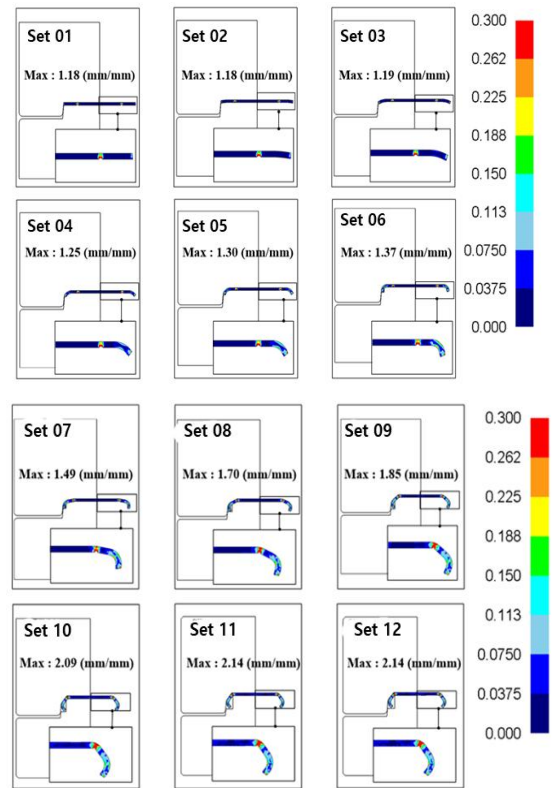 Set 01
Max : 1.18 (mm/mm)
Set 02
Max : 1.18 (mm/mm)
Set 03
Max : 1.19 (mm/mm)
0.300
0.262
0.225
0.188
0.150
0.113
0.0750
0.0375
0.000
Set 04
Max : 1.25 (mm/mm)
Set 05
Max : 1.30 (mm/mm)
Set 06
Max : 1.37 (mm/mm)
Set 07
Max : 1.49 (mm/mm)
Set 08
Max : 1.70 (mm/mm)
Set 09
Max : 1.85 (mm/mm)
0.300
0.262
0.225
0.188
0.150
0.113
0.0750
0.0375
0.000
Set 10
Max : 2.09 (mm/mm)
Set 11
Max : 2.14 (mm/mm)
Set 12
Max : 2.14 (mm/mm)